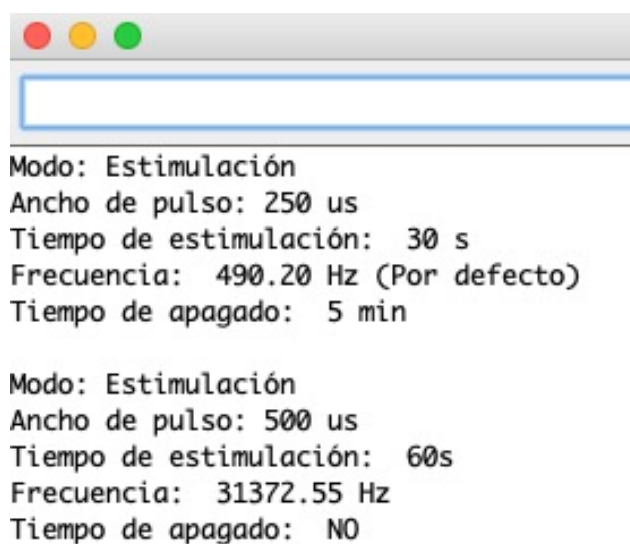 Modo: Estimulación
Ancho de pulso: 250 us
Tiempo de estimulación:  30 s
Frecuencia:  490.20 Hz (Por defecto)
Tiempo de apagado:  5 min

Modo: Estimulación
Ancho de pulso: 500 us
Tiempo de estimulación:  60s
Frecuencia:  31372.55 Hz
Tiempo de apagado:  NO